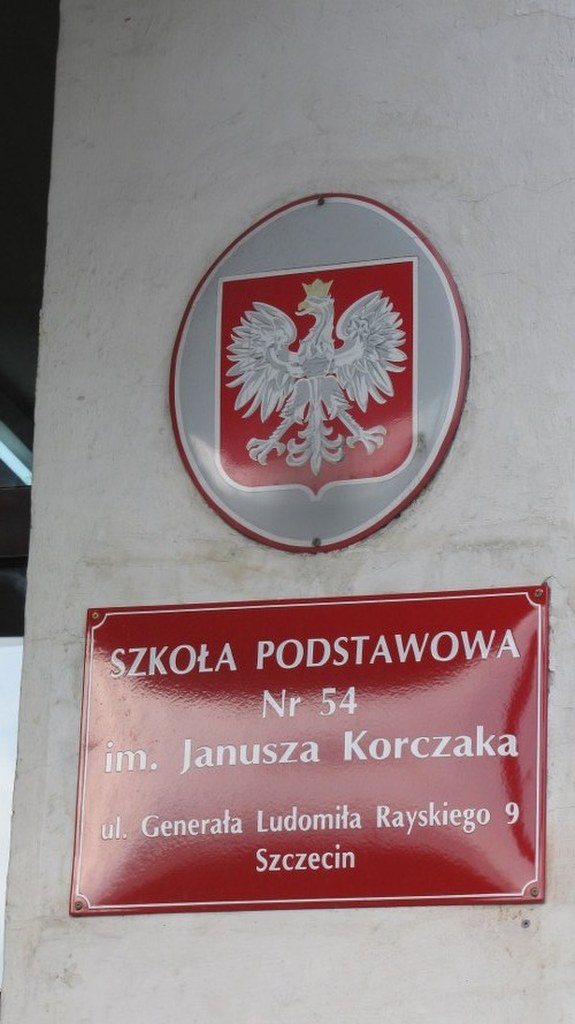 SZKOŁA PODSTAWOWA
Nr 54
im. Janusza Korczaka
ul. Generała Ludomiła Rayskiego 9
Szczecin